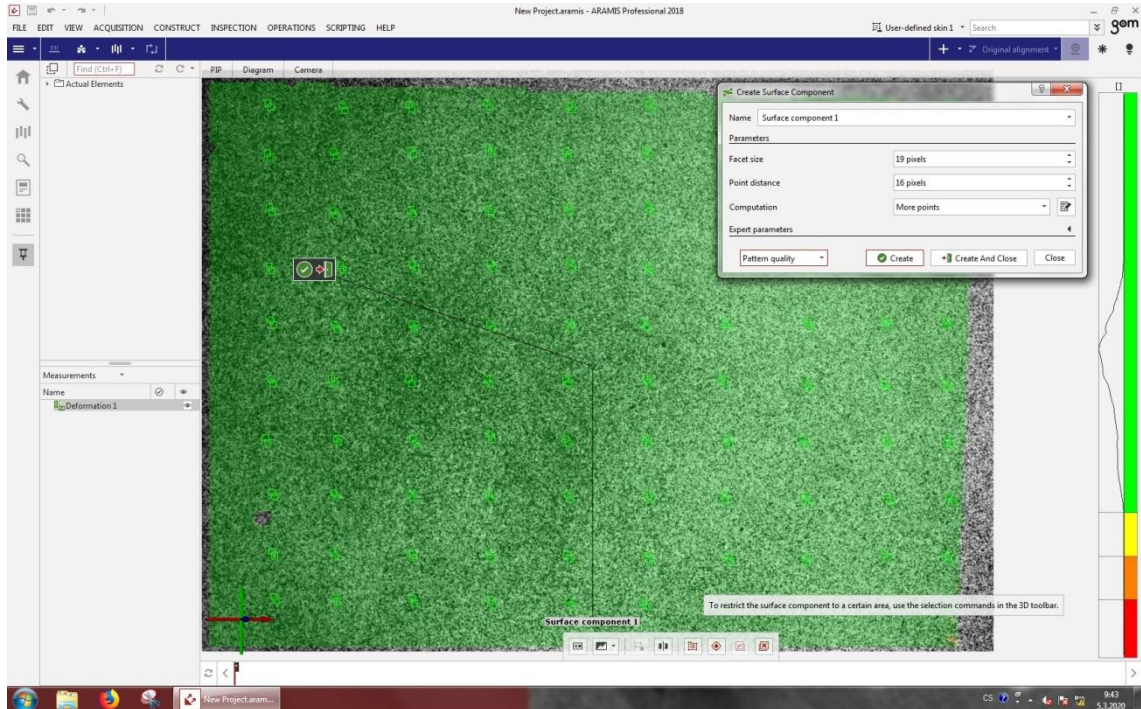 New Project.aramis - ARAMIS Professional 2018
FILE EDIT VIEW ACQUISITION CONSTRUCT INSPECTION OPERATIONS SCRIPTING HELP
User-defined skin 1
Search
gom
Original alignment
Find (Ctrl+F)
PIP Diagram Camera
Actual Elements
[]
Create Surface Component
Name Surface component 1
Parameters
Facet size 19 pixels
Point distance 16 pixels
Computation More points
Expert parameters
Pattern quality Create Create And Close Close
Measurements
Name
Deformation 1
To restrict the surface component to a certain area, use the selection commands in the 3D toolbar.
Surface component 1
New Project.aram...
CS
9:43
5.3.2020